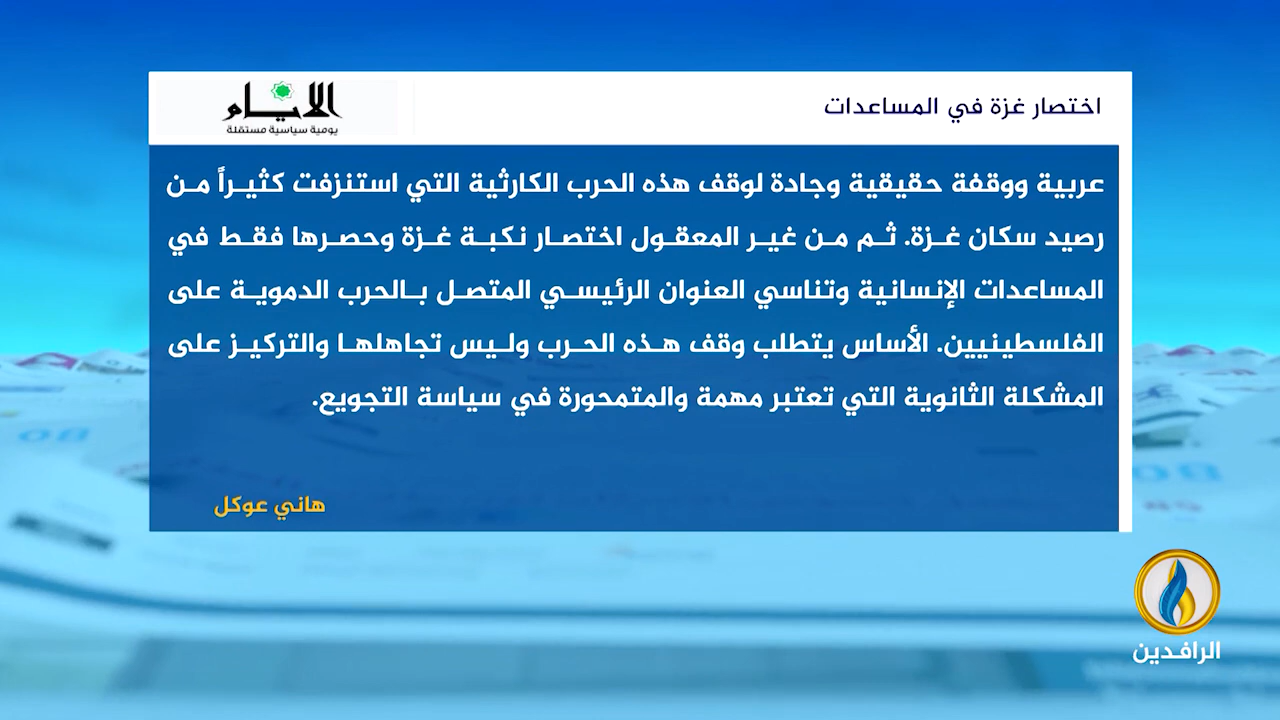 اختصار غزة في المساعدات
الايام
يومية سياسية مستقلة
عربية ووقفة حقيقية وجادة لوقف هذه الحرب الكارثية التي استنزفت كثيراً من
رصيد سكان غزة. ثم من غير المعقول اختصار نكبة غزة وحصرها فقط في
المساعدات الإنسانية وتناسي العنوان الرئيسي المتصل بالحرب الدموية على
الفلسطينيين. الأساس يتطلب وقف هذه الحرب وليس تجاهلها والتركيز على
المشكلة الثانوية التي تعتبر مهمة والمتمحورة في سياسة التجويع.
هاني عوكل
الرافدين